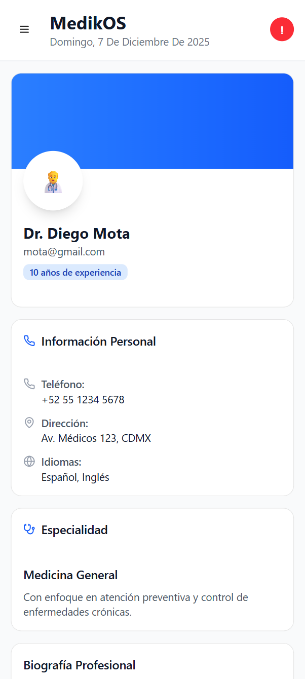 MedikOS
Domingo, 7 De Diciembre De 2025
!
Dr. Diego Mota
mota@gmail.com
10 años de experiencia
Información Personal
Teléfono:
+52 55 1234 5678
Dirección:
Av. Médicos 123, CDMX
Idiomas:
Español, Inglés
Especialidad
Medicina General
Con enfoque en atención preventiva y control de
enfermedades crónicas.
Biografía Profesional